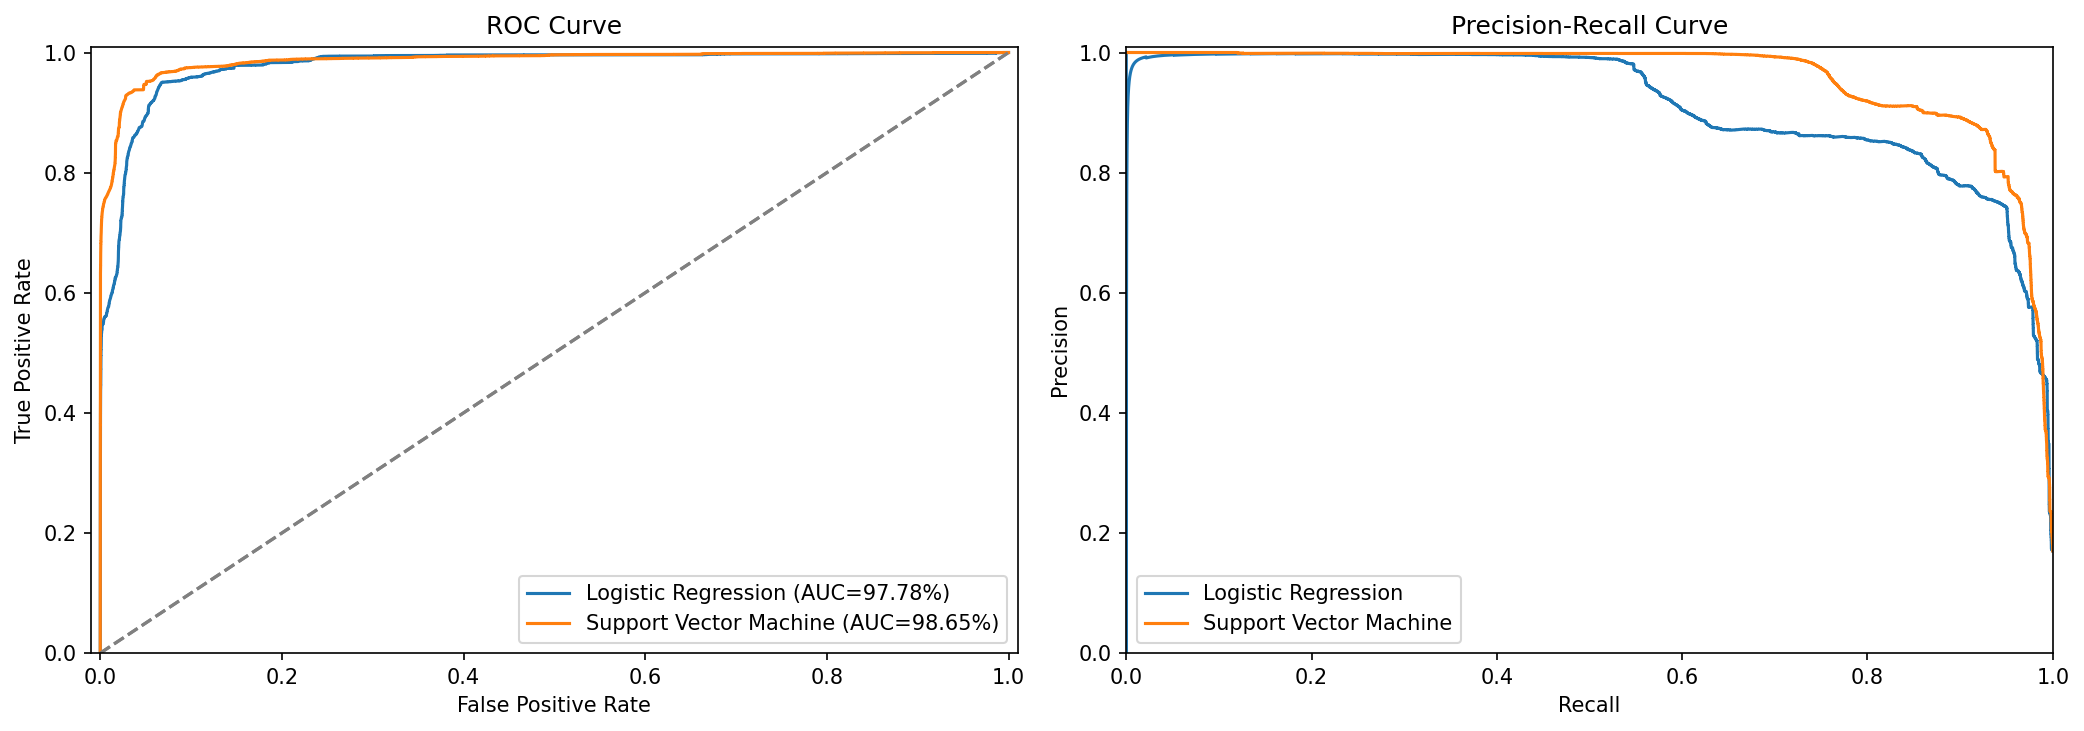 ROC Curve
True Positive Rate
1.0
0.8
0.6
0.4
0.2
0.0
Logistic Regression (AUC=97.78%)
Support Vector Machine (AUC=98.65%)
0.0 0.2 0.4 0.6 0.8 1.0
False Positive Rate
Precision-Recall Curve
Precision
1.0
0.8
0.6
0.4
0.2
0.0
Logistic Regression
Support Vector Machine
0.0 0.2 0.4 0.6 0.8 1.0
Recall